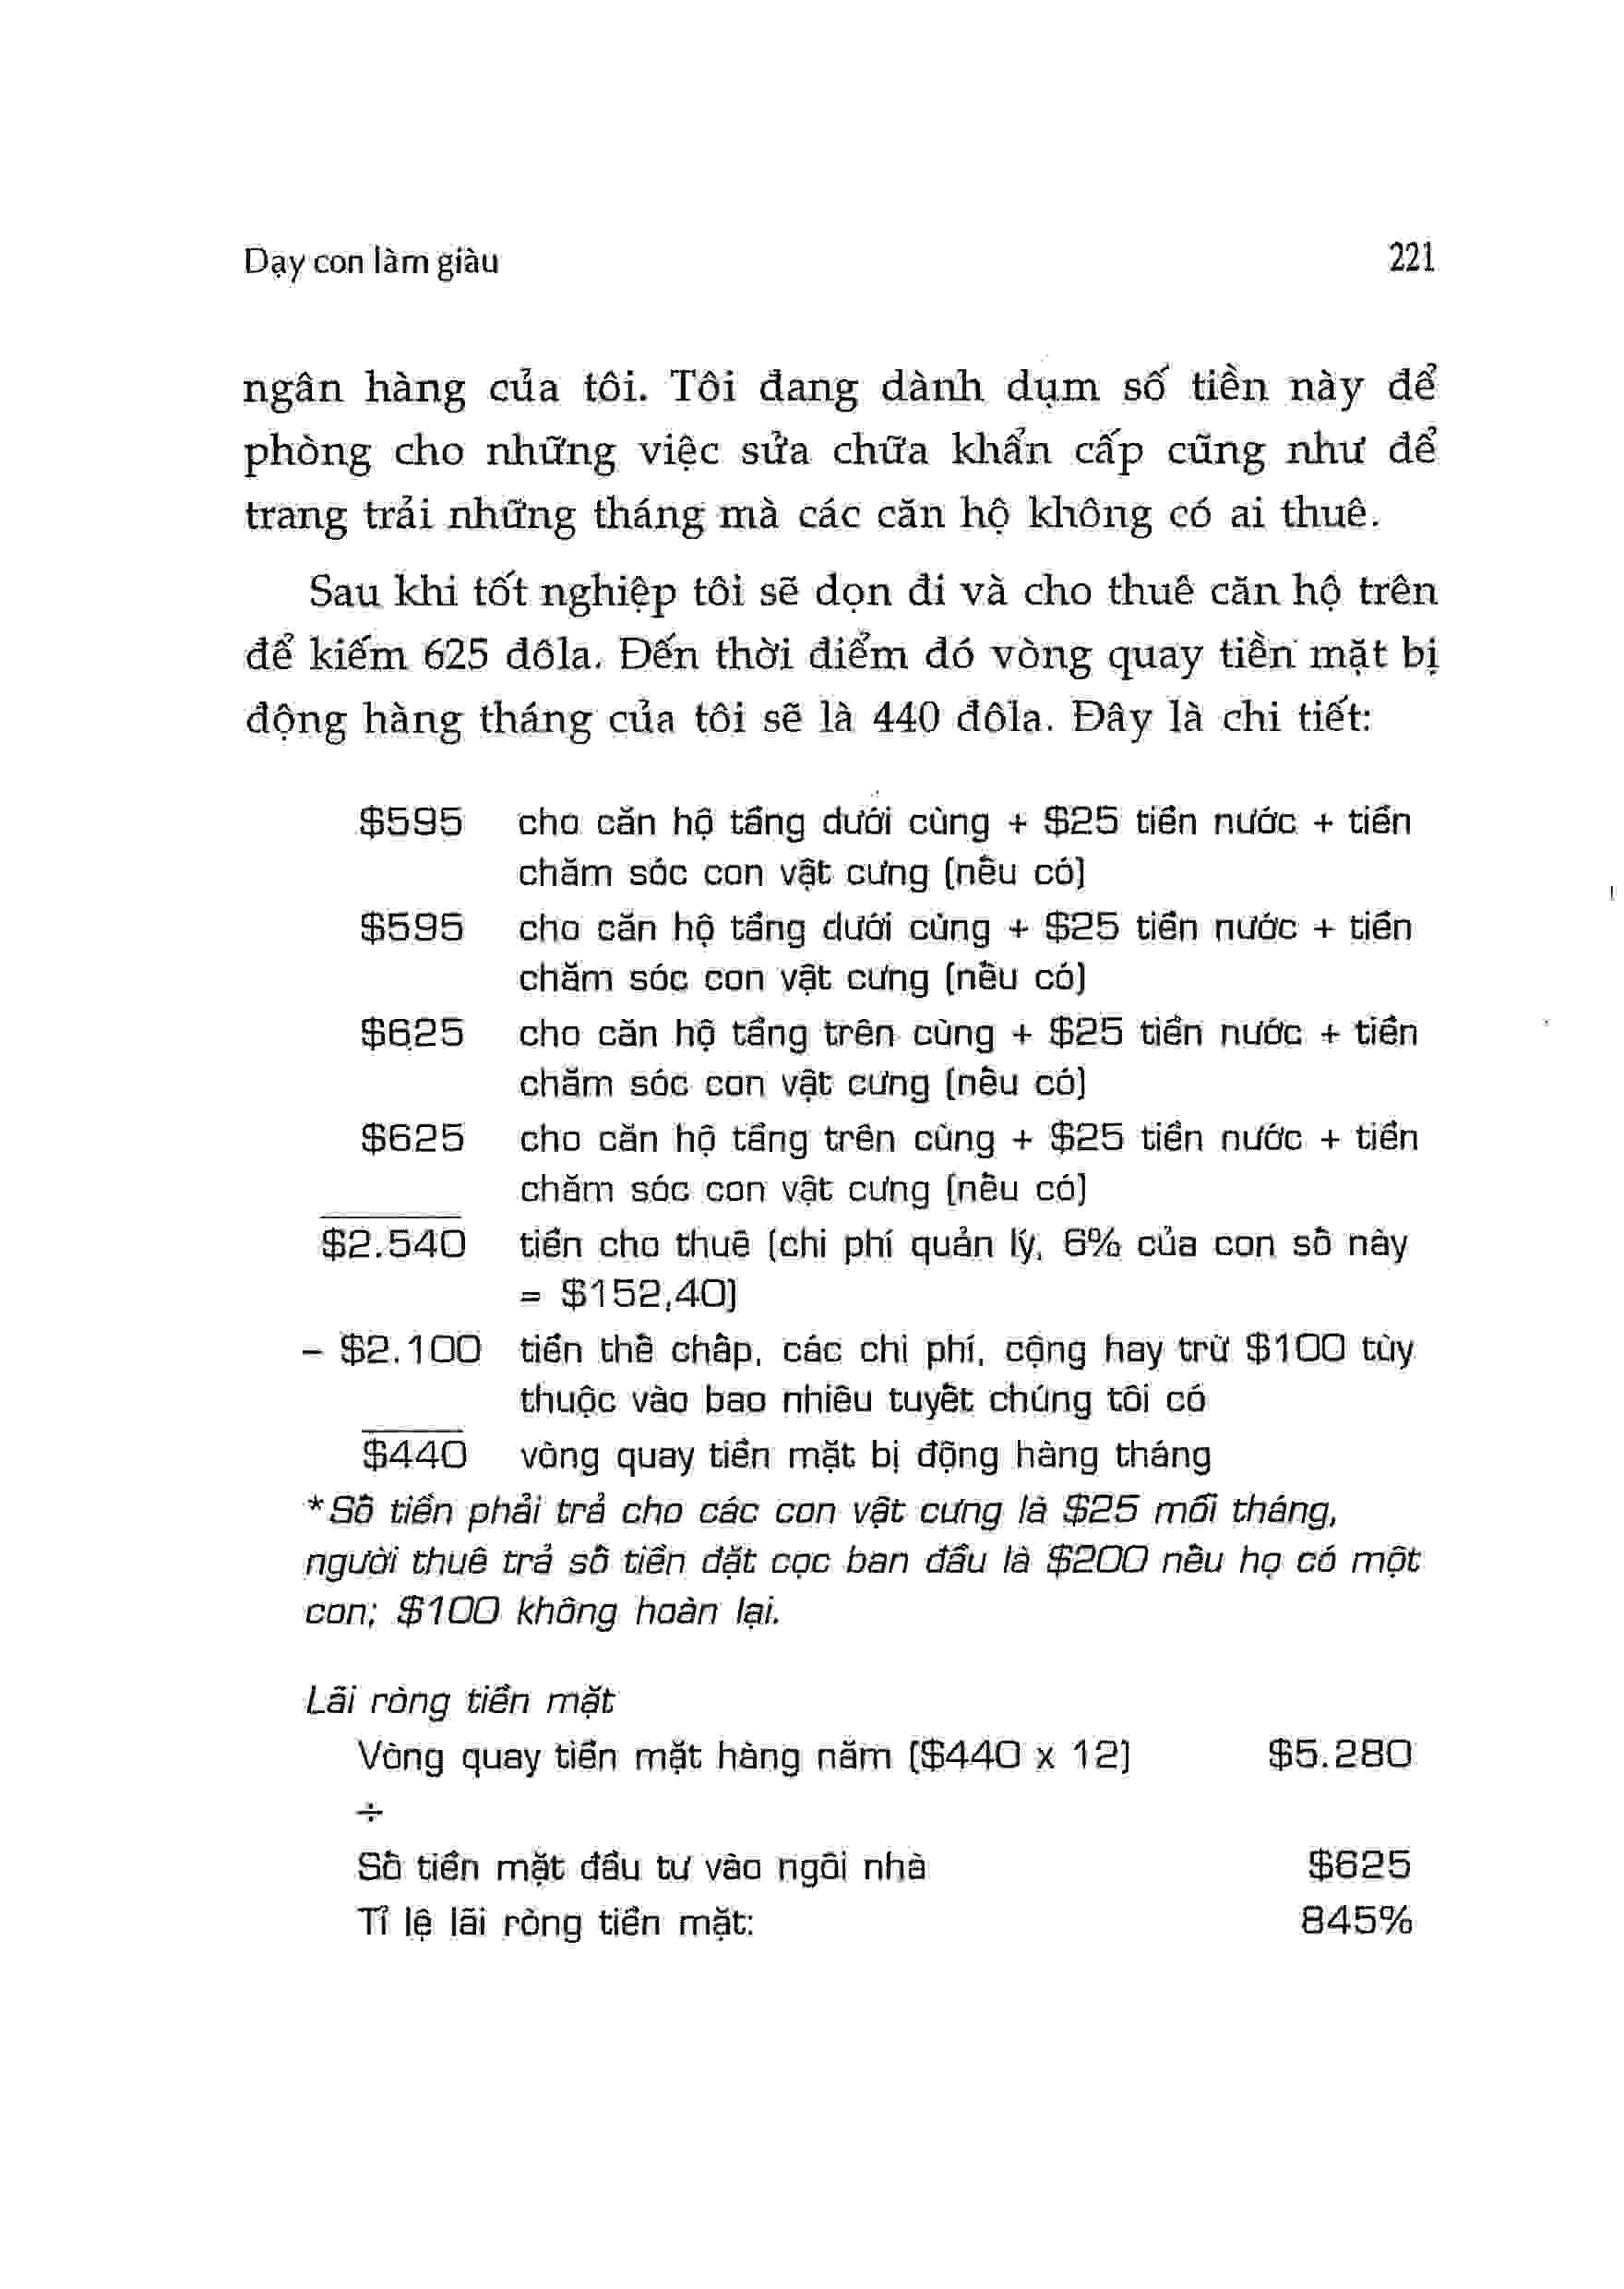 Dạy con làm giàu 221
ngân hàng của tôi. Tôi đang dành dụm số tiền này để
phòng cho những việc sửa chữa khẩn cấp cũng như để
trang trải những tháng mà các căn hộ không có ai thuê.
Sau khi tốt nghiệp tôi sẽ dọn đi và cho thuê căn hộ trên
để kiếm 625 đôla. Đến thời điểm đó vòng quay tiền mặt bị
động hàng tháng của tôi sẽ là 440 đôla. Đây là chi tiết:
$595 cho căn hộ tầng dưới cùng + $25 tiền nước + tiền
chăm sóc con vật cưng (nếu có)
$595 cho căn hộ tầng dưới cùng + $25 tiền nước + tiền
chăm sóc con vật cưng (nếu có)
$625 cho căn hộ tầng trên cùng + $25 tiền nước + tiền
chăm sóc con vật cưng (nếu có)
$625 cho căn hộ tầng trên cùng + $25 tiền nước + tiền
chăm sóc con vật cưng (nếu có)
$2.540 tiền cho thuê (chi phí quản lý, 6% của con số này
= $152,40)
– $2.100 tiền thế chấp, các chi phí, cộng hay trừ $100 tùy
thuộc vào bao nhiêu tuyết chúng tôi có
$440 vòng quay tiền mặt bị động hàng tháng
*Số tiền phải trả cho các con vật cưng là $25 mỗi tháng,
người thuê trả số tiền đặt cọc ban đầu là $200 nếu họ có một
con; $100 không hoàn lại.
Lãi ròng tiền mặt
Vòng quay tiền mặt hàng năm ($440 x 12) $5.280
÷
Số tiền mặt đầu tư vào ngôi nhà $625
Tỉ lệ lãi ròng tiền mặt: 845%